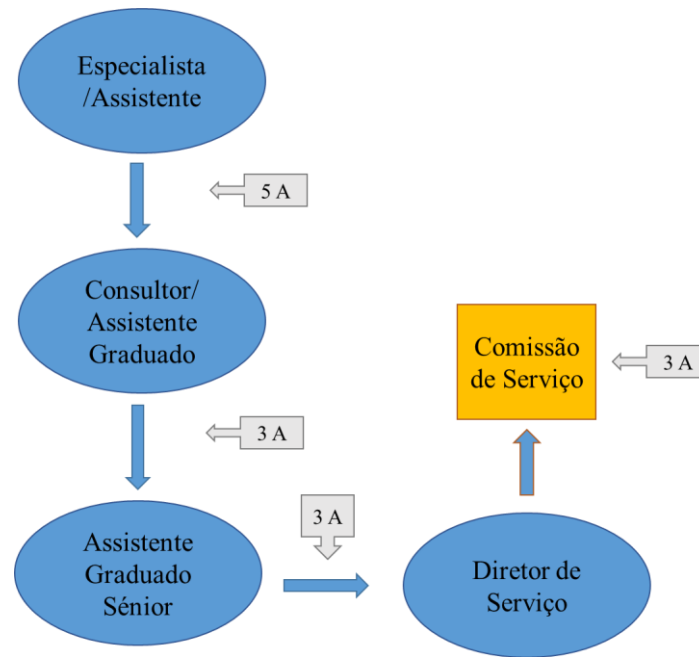 Especialista
/Assistente
5 A
Consultor/
Assistente
Graduado
3 A
Assistente
Graduado
Sénior
3 A
Diretor de
Serviço
Comissão
de Serviço
3 A